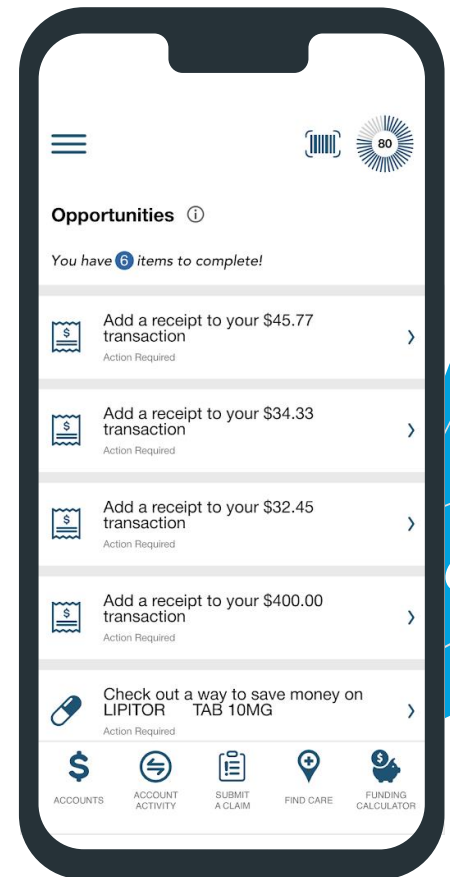 80
Opportunities
You have 6 items to complete!
Add a receipt to your $45.77
transaction
Action Required
Add a receipt to your $34.33
transaction
Action Required
Add a receipt to your $32.45
transaction
Action Required
Add a receipt to your $400.00
transaction
Action Required
Check out a way to save money on
LIPITOR TAB 10MG
Action Required
ACCOUNTS
ACCOUNT
ACTIVITY
SUBMIT
A CLAIM
FIND CARE
FUNDING
CALCULATOR